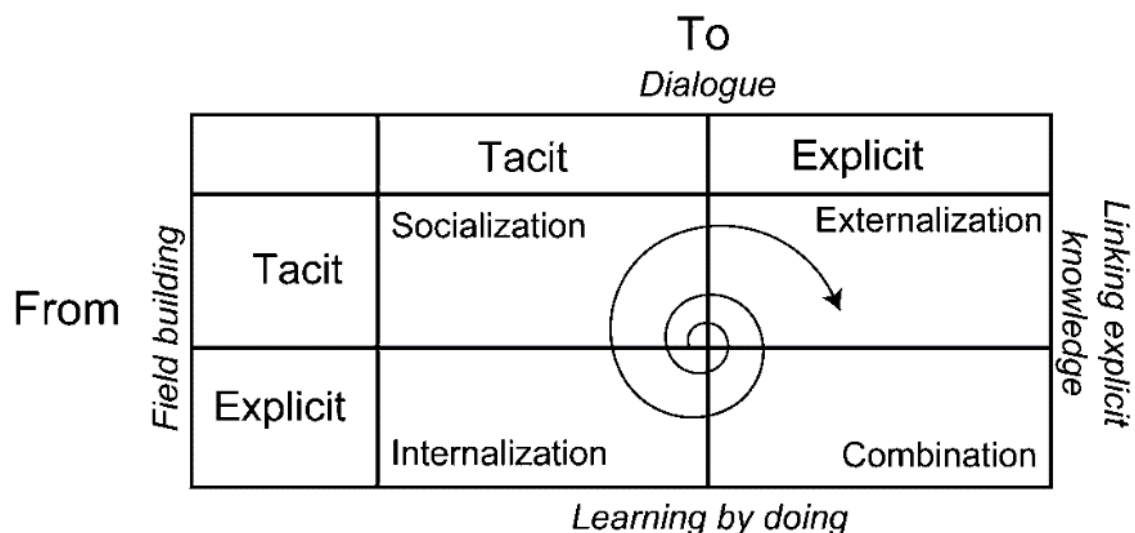 To
Dialogue
Tacit
Explicit
Socialization
Externalization
Tacit
From
Field building
Linking explicit
knowledge
Explicit
Internalization
Combination
Learning by doing